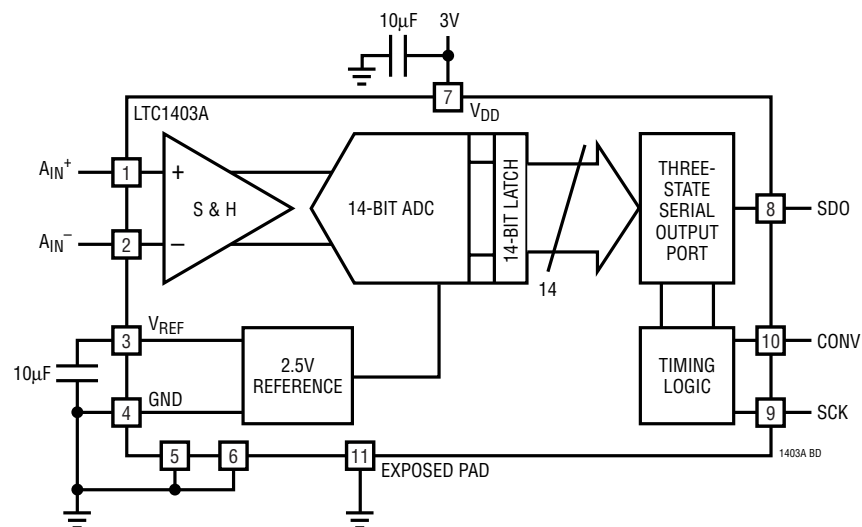 10µF
3V
7
VDD
LTC1403A
AIN+
1
+
S & H
AIN–
2
–
14-BIT ADC
14-BIT LATCH
14
THREE-
STATE
SERIAL
OUTPUT
PORT
8
SDO
3
VREF
10µF
4
GND
2.5V
REFERENCE
TIMING
LOGIC
10
CONV
9
SCK
5
6
11
EXPOSED PAD
1403A BD